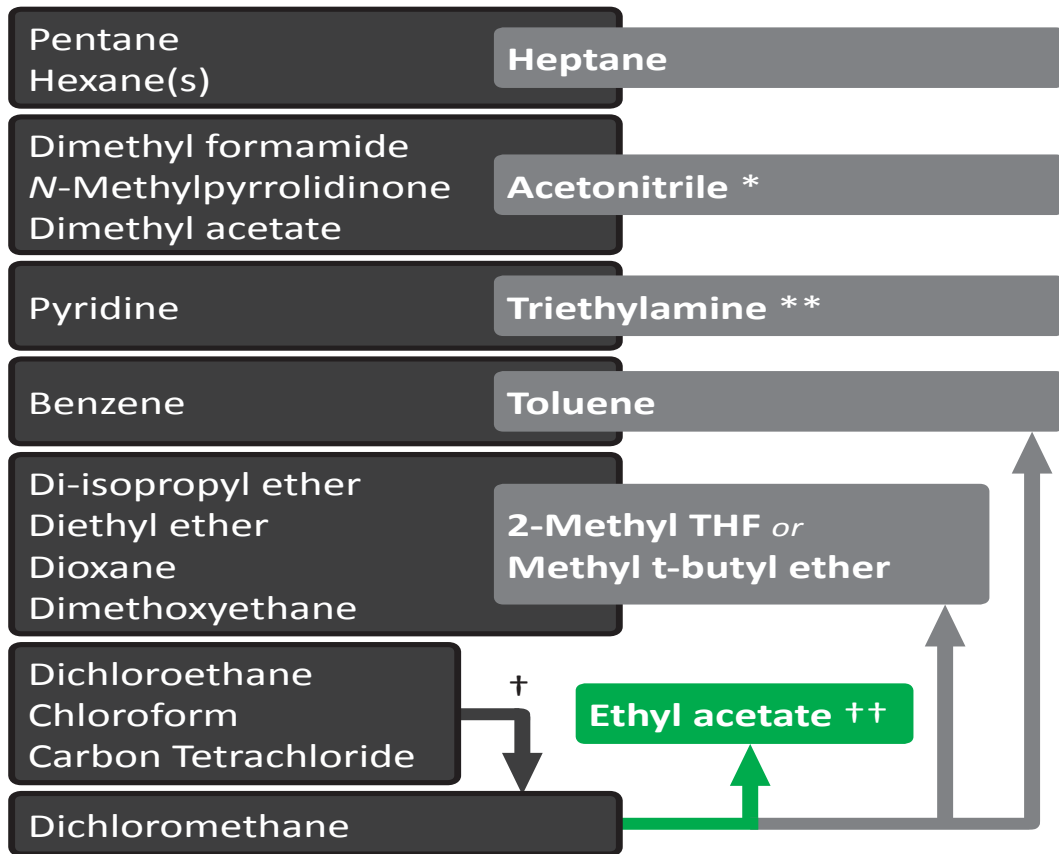 Pentane
Hexane(s)
Heptane
Dimethyl formamide
N-Methylpyrrolidinone
Dimethyl acetate
Acetonitrile *
Pyridine
Triethylamine **
Benzene
Toluene
Di-isopropyl ether
Diethyl ether
Dioxane
Dimethoxyethane
2-Methyl THF or
Methyl t-butyl ether
Dichloroethane
Chloroform
Carbon Tetrachloride
†
Ethyl acetate ††
Dichloromethane